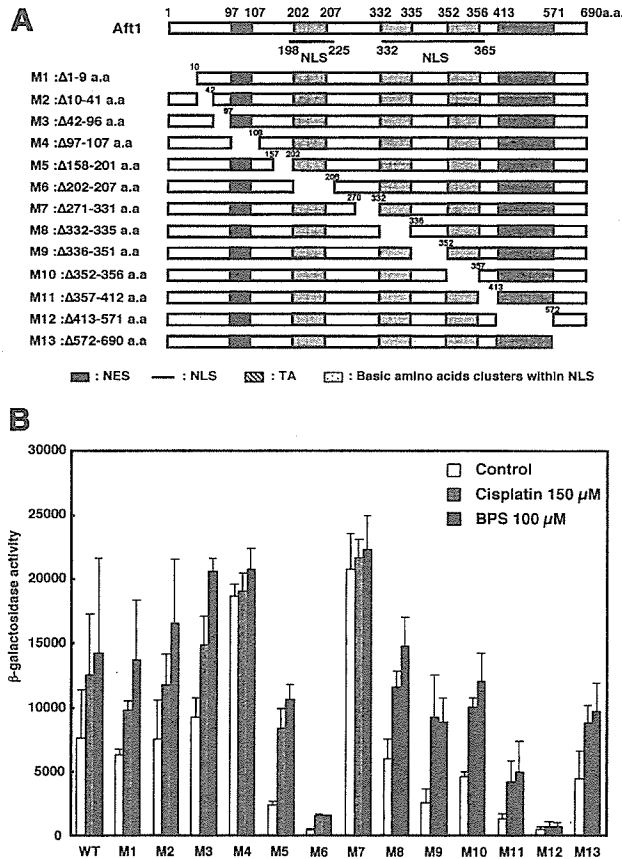 A
1 97 107 202 207 332 335 352 356 413 571 690a.a.
Aft1
198 225 332 365
NLS NLS
10
M1 :Δ1-9 a.a
42
M2 :Δ10-41 a.a
97
M3 :Δ42-96 a.a
108
M4 :Δ97-107 a.a
157 202
M5 :Δ158-201 a.a
208
M6 :Δ202-207 a.a
270 332
M7 :Δ271-331 a.a
336
M8 :Δ332-335 a.a
352
M9 :Δ336-351 a.a
357
M10 :Δ352-356 a.a
413
M11 :Δ357-412 a.a
572
M12 :Δ413-571 a.a
M13 :Δ572-690 a.a
: NES : NLS : TA : Basic amino acids clusters within NLS
B
30000
25000
20000
15000
10000
5000
0
β-galactosidase activity
Control
Cisplatin 150 μM
BPS 100 μM
WT M1 M2 M3 M4 M5 M6 M7 M8 M9 M10 M11 M12 M13